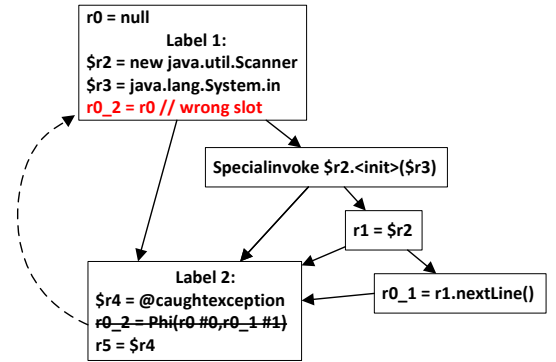 r0 = null
Label 1:
$r2 = new java.util.Scanner
$r3 = java.lang.System.in
r0_2 = r0 // wrong slot
Specialinvoke $r2.<init>($r3)
r1 = $r2
r0_1 = r1.nextLine()
Label 2:
$r4 = @caughtexception
r0_2 = Phi(r0 #0,r0_1 #1)
r5 = $r4